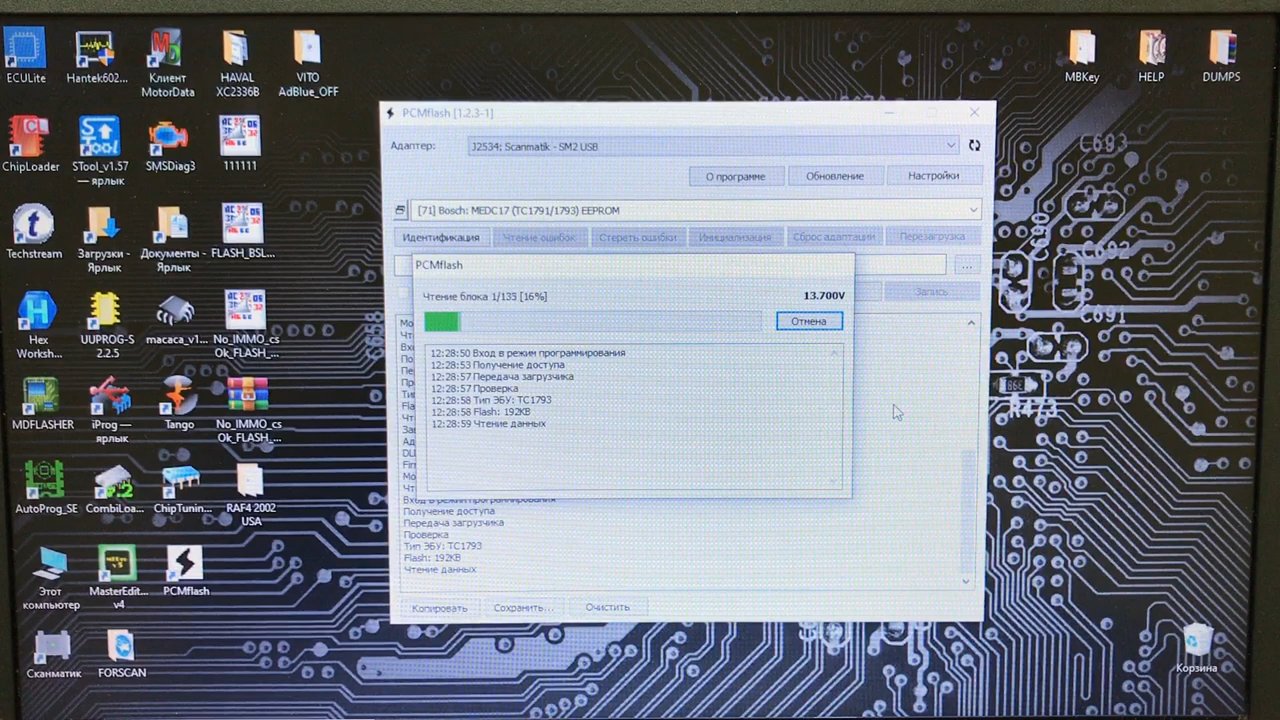 ECULite
Hantek602...
Клиент
MotorData
HAVAL
XC2336B
VITO
AdBlue_OFF
MBKey
HELP
DUMPS
ChipLoader
STool_v1.57
— ярлык
SMSDiag3
111111
Techstream
Загрузки -
Ярлык
Документы -
Ярлык
FLASH_BSL...
Hex
Worksh...
UUPROG-S
2.2.5
macaca_v1...
No_IMMO_cs
Ok_FLASH_...
MDFLASHER
iProg —
ярлык
Tango
No_IMMO_cs
Ok_FLASH_...
AutoProg_SE
CombiLoa...
ChipTunin...
RAF4 2002
USA
Этот
компьютер
MasterEdit...
v4
PCMflash
Сканматик
FORSCAN
Корзина
PCMflash [1.2.3-1]
Адаптер:
J2534: Scanmatik - SM2 USB
О программе
Обновление
Настройки
[71] Bosch: MEDC17 (TC1791/1793) EEPROM
Идентификация
Чтение ошибок
Стереть ошибки
Инициализация
Сброс адаптации
Перезагрузка
...
Запись
PCMflash
Чтение блока 1/135 [16%]
13.700V
Отмена
12:28:50 Вход в режим программирования
12:28:53 Получение доступа
12:28:57 Передача загрузчика
12:28:57 Проверка
12:28:58 Тип ЭБУ: TC1793
12:28:58 Flash: 192KB
12:28:59 Чтение данных
Вход в режим программирования
Получение доступа
Передача загрузчика
Проверка
Тип ЭБУ: TC1793
Flash: 192KB
Чтение данных
Копировать
Сохранить...
Очистить
C693
C690
C692
C691
R473